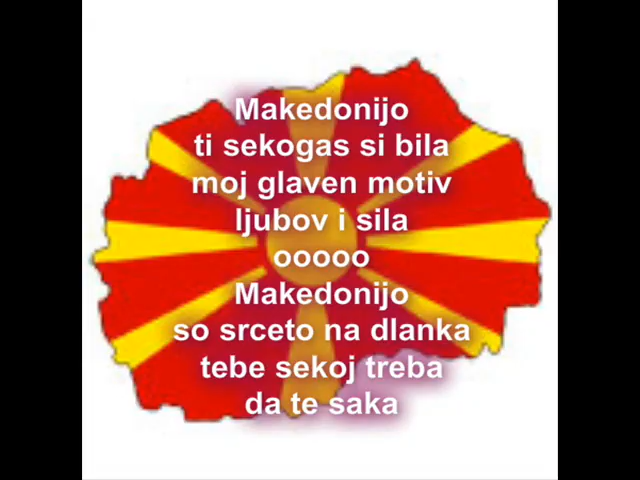 Makedonijo
ti sekogas si bila
moj glaven motiv
ljubov i sila
ooooo
Makedonijo
so srceto na dlanka
tebe sekoj treba
da te saka